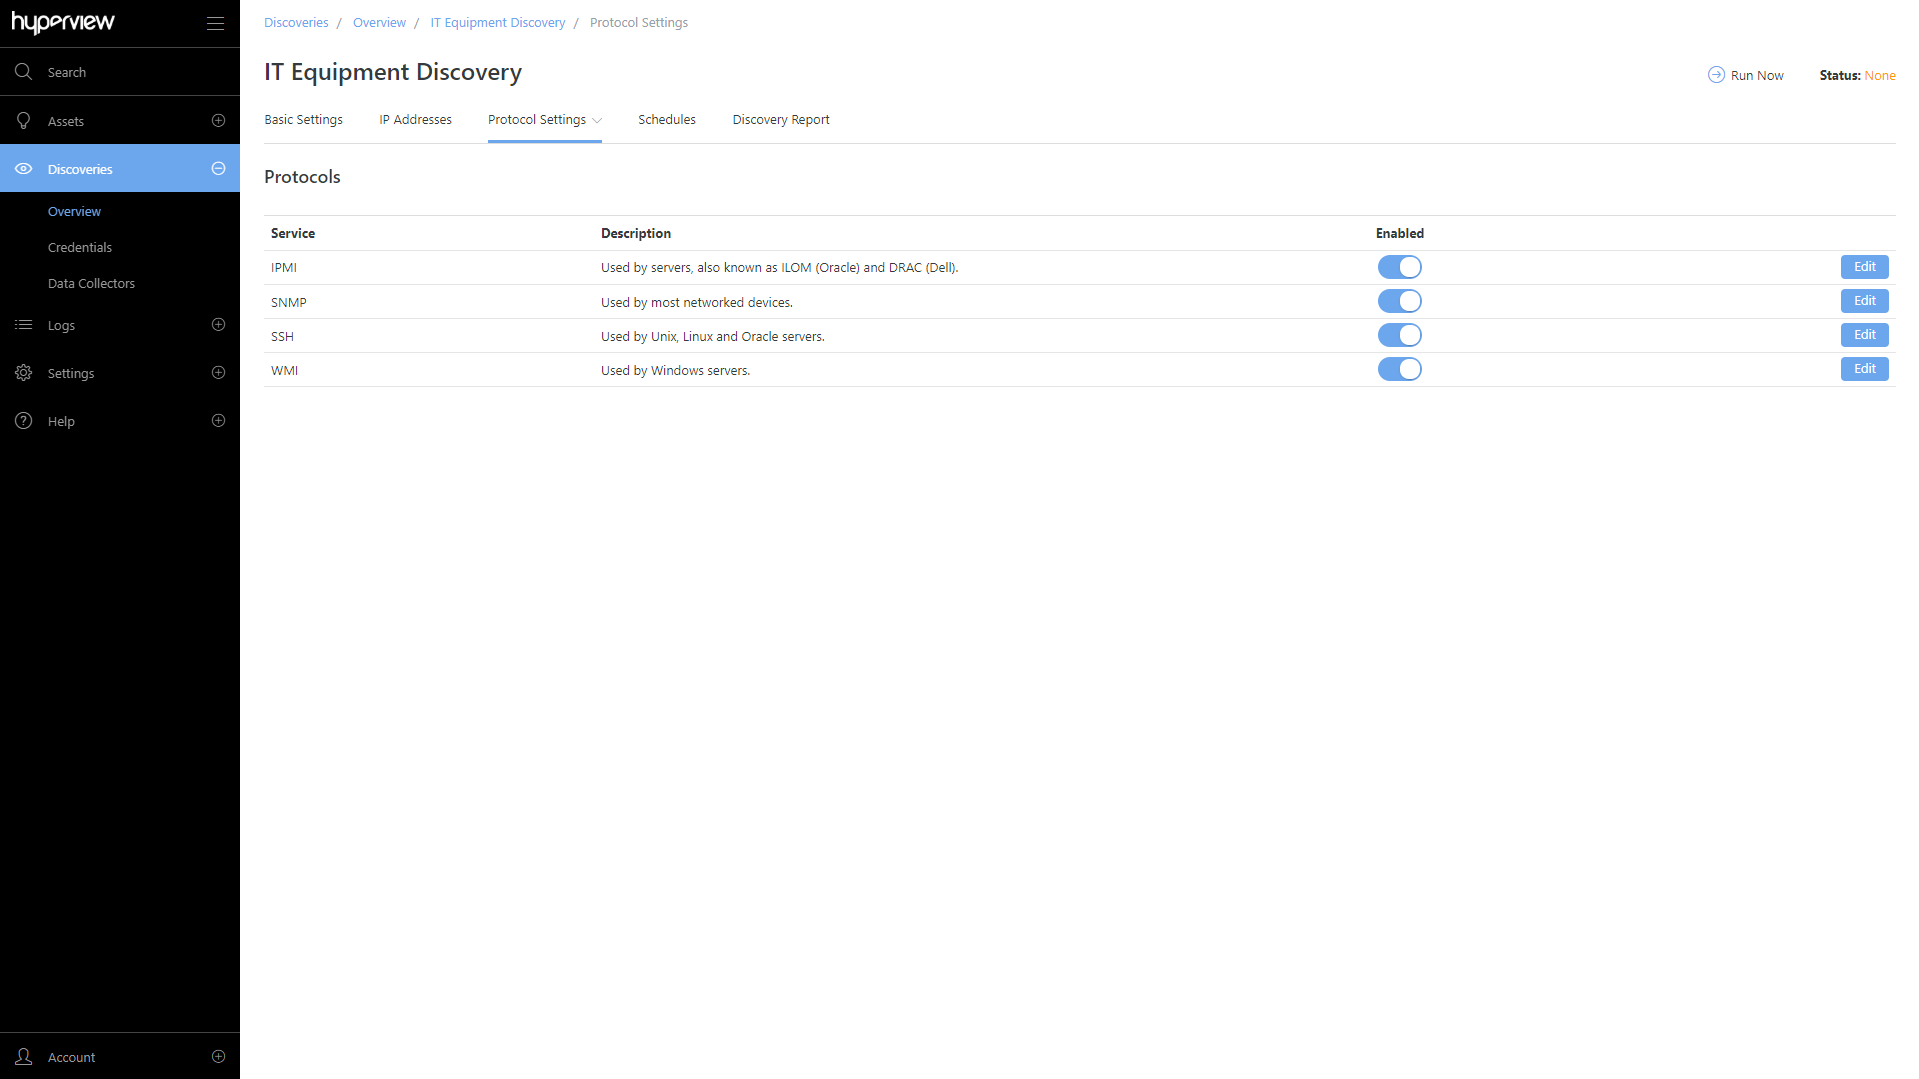 hyperview
Search
Assets
Discoveries
Overview
Credentials
Data Collectors
Logs
Settings
Help
Account
Discoveries / Overview / IT Equipment Discovery / Protocol Settings
IT Equipment Discovery
Run Now Status: None
Basic Settings IP Addresses Protocol Settings Schedules Discovery Report
Protocols
Service Description Enabled
IPMI Used by servers, also known as ILOM (Oracle) and DRAC (Dell). Edit
SNMP Used by most networked devices. Edit
SSH Used by Unix, Linux and Oracle servers. Edit
WMI Used by Windows servers. Edit